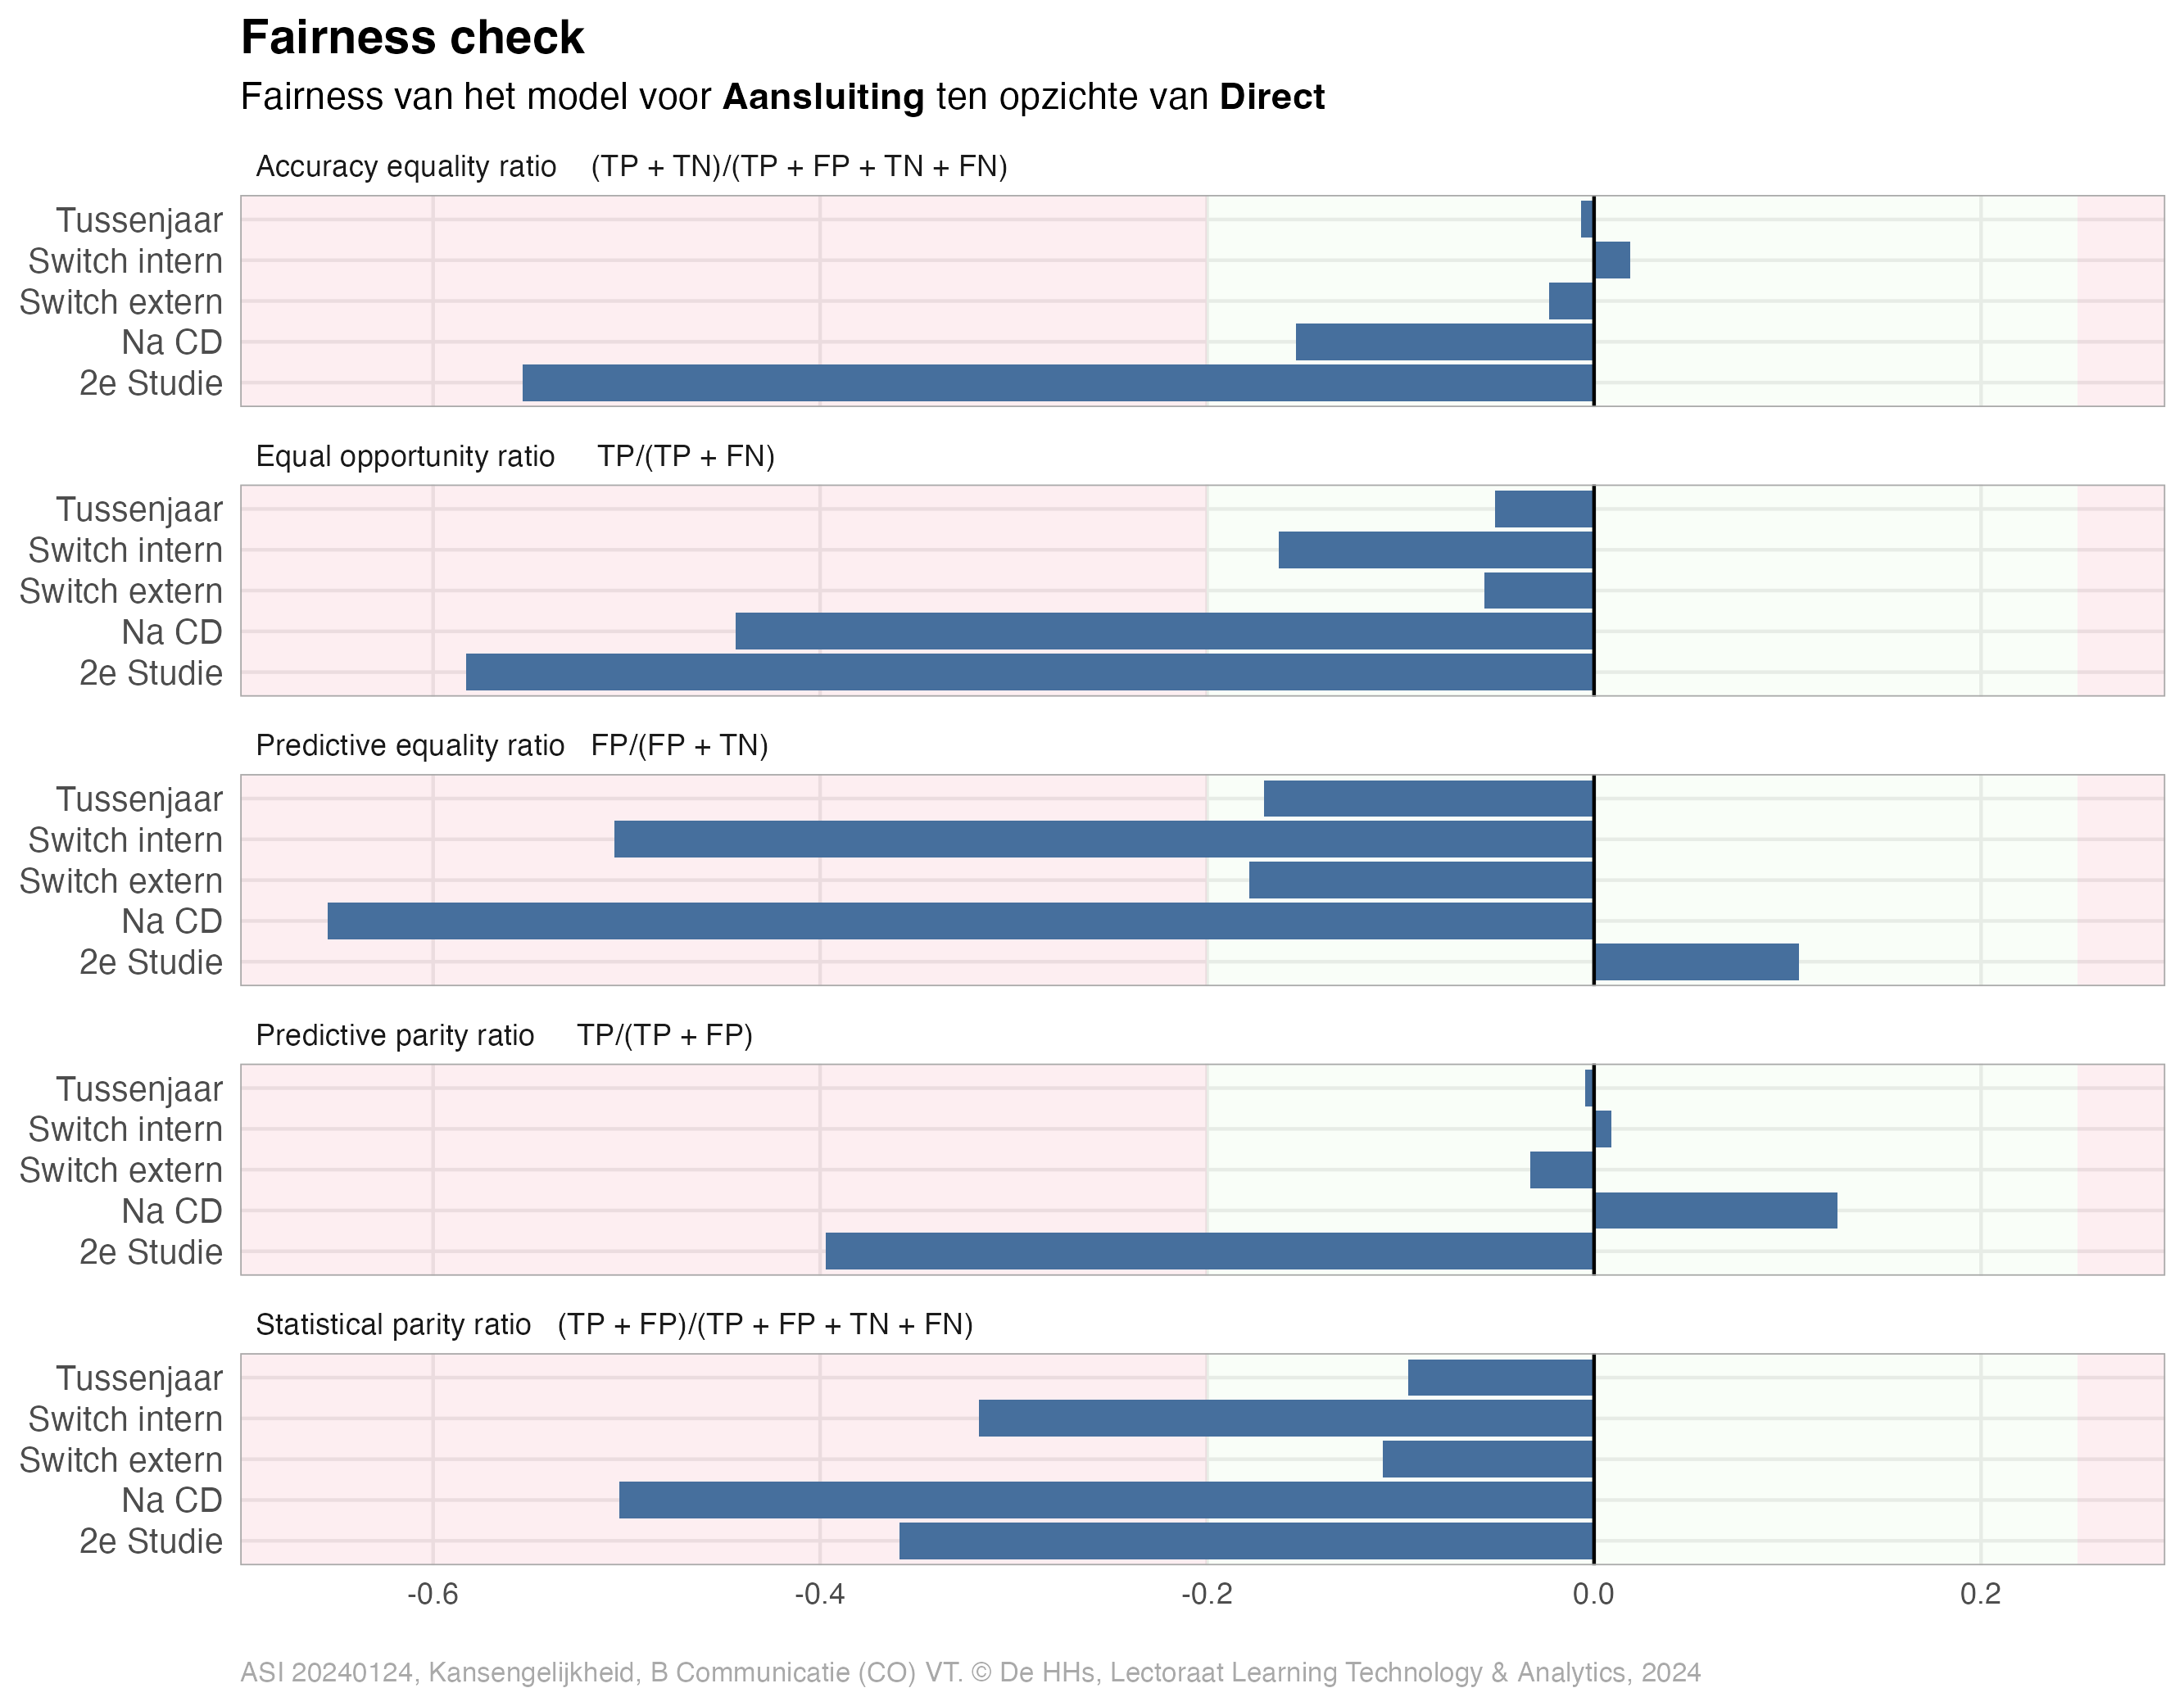 Fairness check
Fairness van het model voor Aansluiting ten opzichte van Direct
Accuracy equality ratio (TP + TN)/(TP + FP + TN + FN)
Tussenjaar
Switch intern
Switch extern
Na CD
2e Studie
Equal opportunity ratio TP/(TP + FN)
Tussenjaar
Switch intern
Switch extern
Na CD
2e Studie
Predictive equality ratio FP/(FP + TN)
Tussenjaar
Switch intern
Switch extern
Na CD
2e Studie
Predictive parity ratio TP/(TP + FP)
Tussenjaar
Switch intern
Switch extern
Na CD
2e Studie
Statistical parity ratio (TP + FP)/(TP + FP + TN + FN)
Tussenjaar
Switch intern
Switch extern
Na CD
2e Studie
-0.6 -0.4 -0.2 0.0 0.2
ASI 20240124, Kansengelijkheid, B Communicatie (CO) VT. © De HHs, Lectoraat Learning Technology & Analytics, 2024